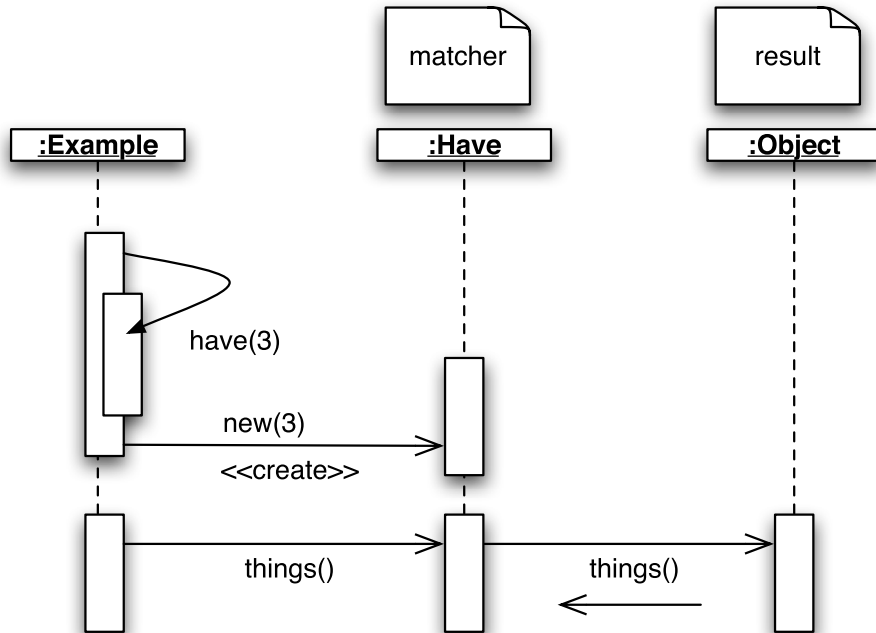 matcher
result
:Example
:Have
:Object
have(3)
new(3)
<<create>>
things()
things()